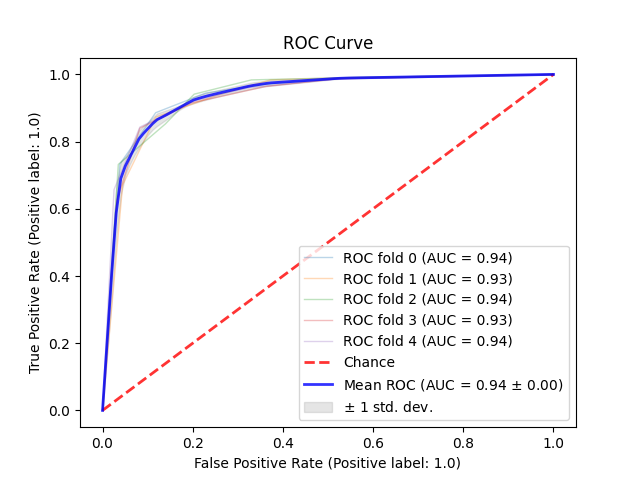 ROC Curve
1.0
0.8
0.6
0.4
0.2
0.0
True Positive Rate (Positive label: 1.0)
ROC fold 0 (AUC = 0.94)
ROC fold 1 (AUC = 0.93)
ROC fold 2 (AUC = 0.94)
ROC fold 3 (AUC = 0.93)
ROC fold 4 (AUC = 0.94)
Chance
Mean ROC (AUC = 0.94 ± 0.00)
± 1 std. dev.
0.0 0.2 0.4 0.6 0.8 1.0
False Positive Rate (Positive label: 1.0)